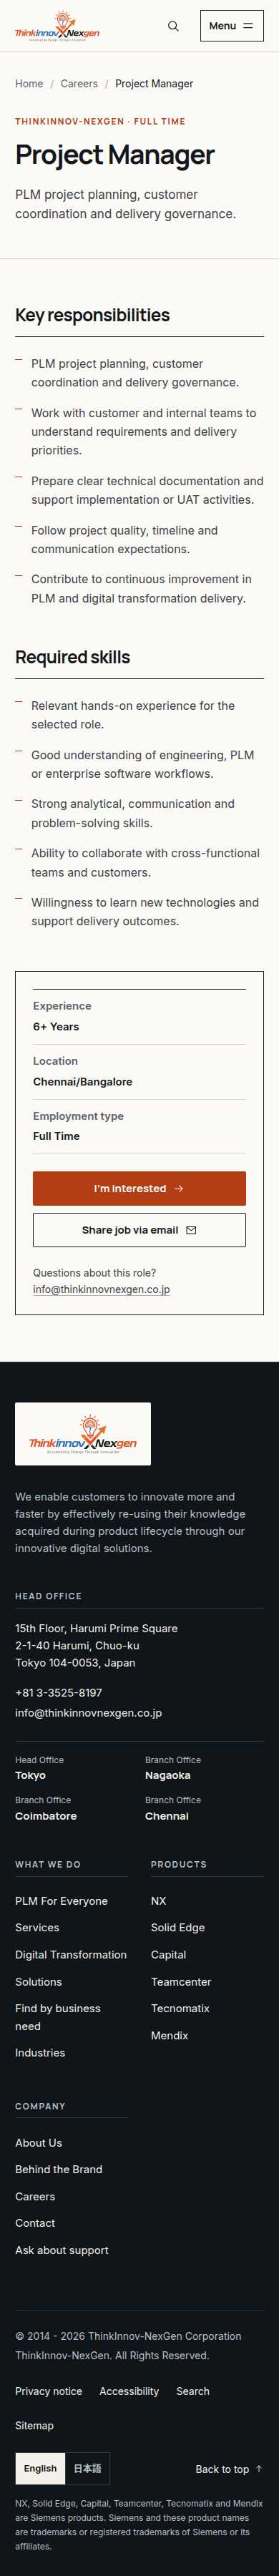 ThinkinnovXNexgen
Accelerating Change Through Innovation
Menu
Home / Careers / Project Manager
THINKINNOV-NEXGEN · FULL TIME
Project Manager
PLM project planning, customer
coordination and delivery governance.
Key responsibilities
PLM project planning, customer
coordination and delivery governance.
Work with customer and internal teams to
understand requirements and delivery
priorities.
Prepare clear technical documentation and
support implementation or UAT activities.
Follow project quality, timeline and
communication expectations.
Contribute to continuous improvement in
PLM and digital transformation delivery.
Required skills
Relevant hands-on experience for the
selected role.
Good understanding of engineering, PLM
or enterprise software workflows.
Strong analytical, communication and
problem-solving skills.
Ability to collaborate with cross-functional
teams and customers.
Willingness to learn new technologies and
support delivery outcomes.
Experience
6+ Years
Location
Chennai/Bangalore
Employment type
Full Time
I'm interested →
Share job via email
Questions about this role?
info@thinkinnovnexgen.co.jp
ThinkinnovXNexgen
Accelerating Change Through Innovation
We enable customers to innovate more and
faster by effectively re-using their knowledge
acquired during product lifecycle through our
innovative digital solutions.
HEAD OFFICE
15th Floor, Harumi Prime Square
2-1-40 Harumi, Chuo-ku
Tokyo 104-0053, Japan
+81 3-3525-8197
info@thinkinnovnexgen.co.jp
Head Office
Tokyo
Branch Office
Nagaoka
Branch Office
Coimbatore
Branch Office
Chennai
WHAT WE DO
PLM For Everyone
Services
Digital Transformation
Solutions
Find by business
need
Industries
PRODUCTS
NX
Solid Edge
Capital
Teamcenter
Tecnomatix
Mendix
COMPANY
About Us
Behind the Brand
Careers
Contact
Ask about support
© 2014 - 2026 ThinkInnov-NexGen Corporation
ThinkInnov-NexGen. All Rights Reserved.
Privacy notice Accessibility Search
Sitemap
English 日本語 Back to top ↑
NX, Solid Edge, Capital, Teamcenter, Tecnomatix and Mendix
are Siemens products. Siemens and these product names
are trademarks or registered trademarks of Siemens or its
affiliates.